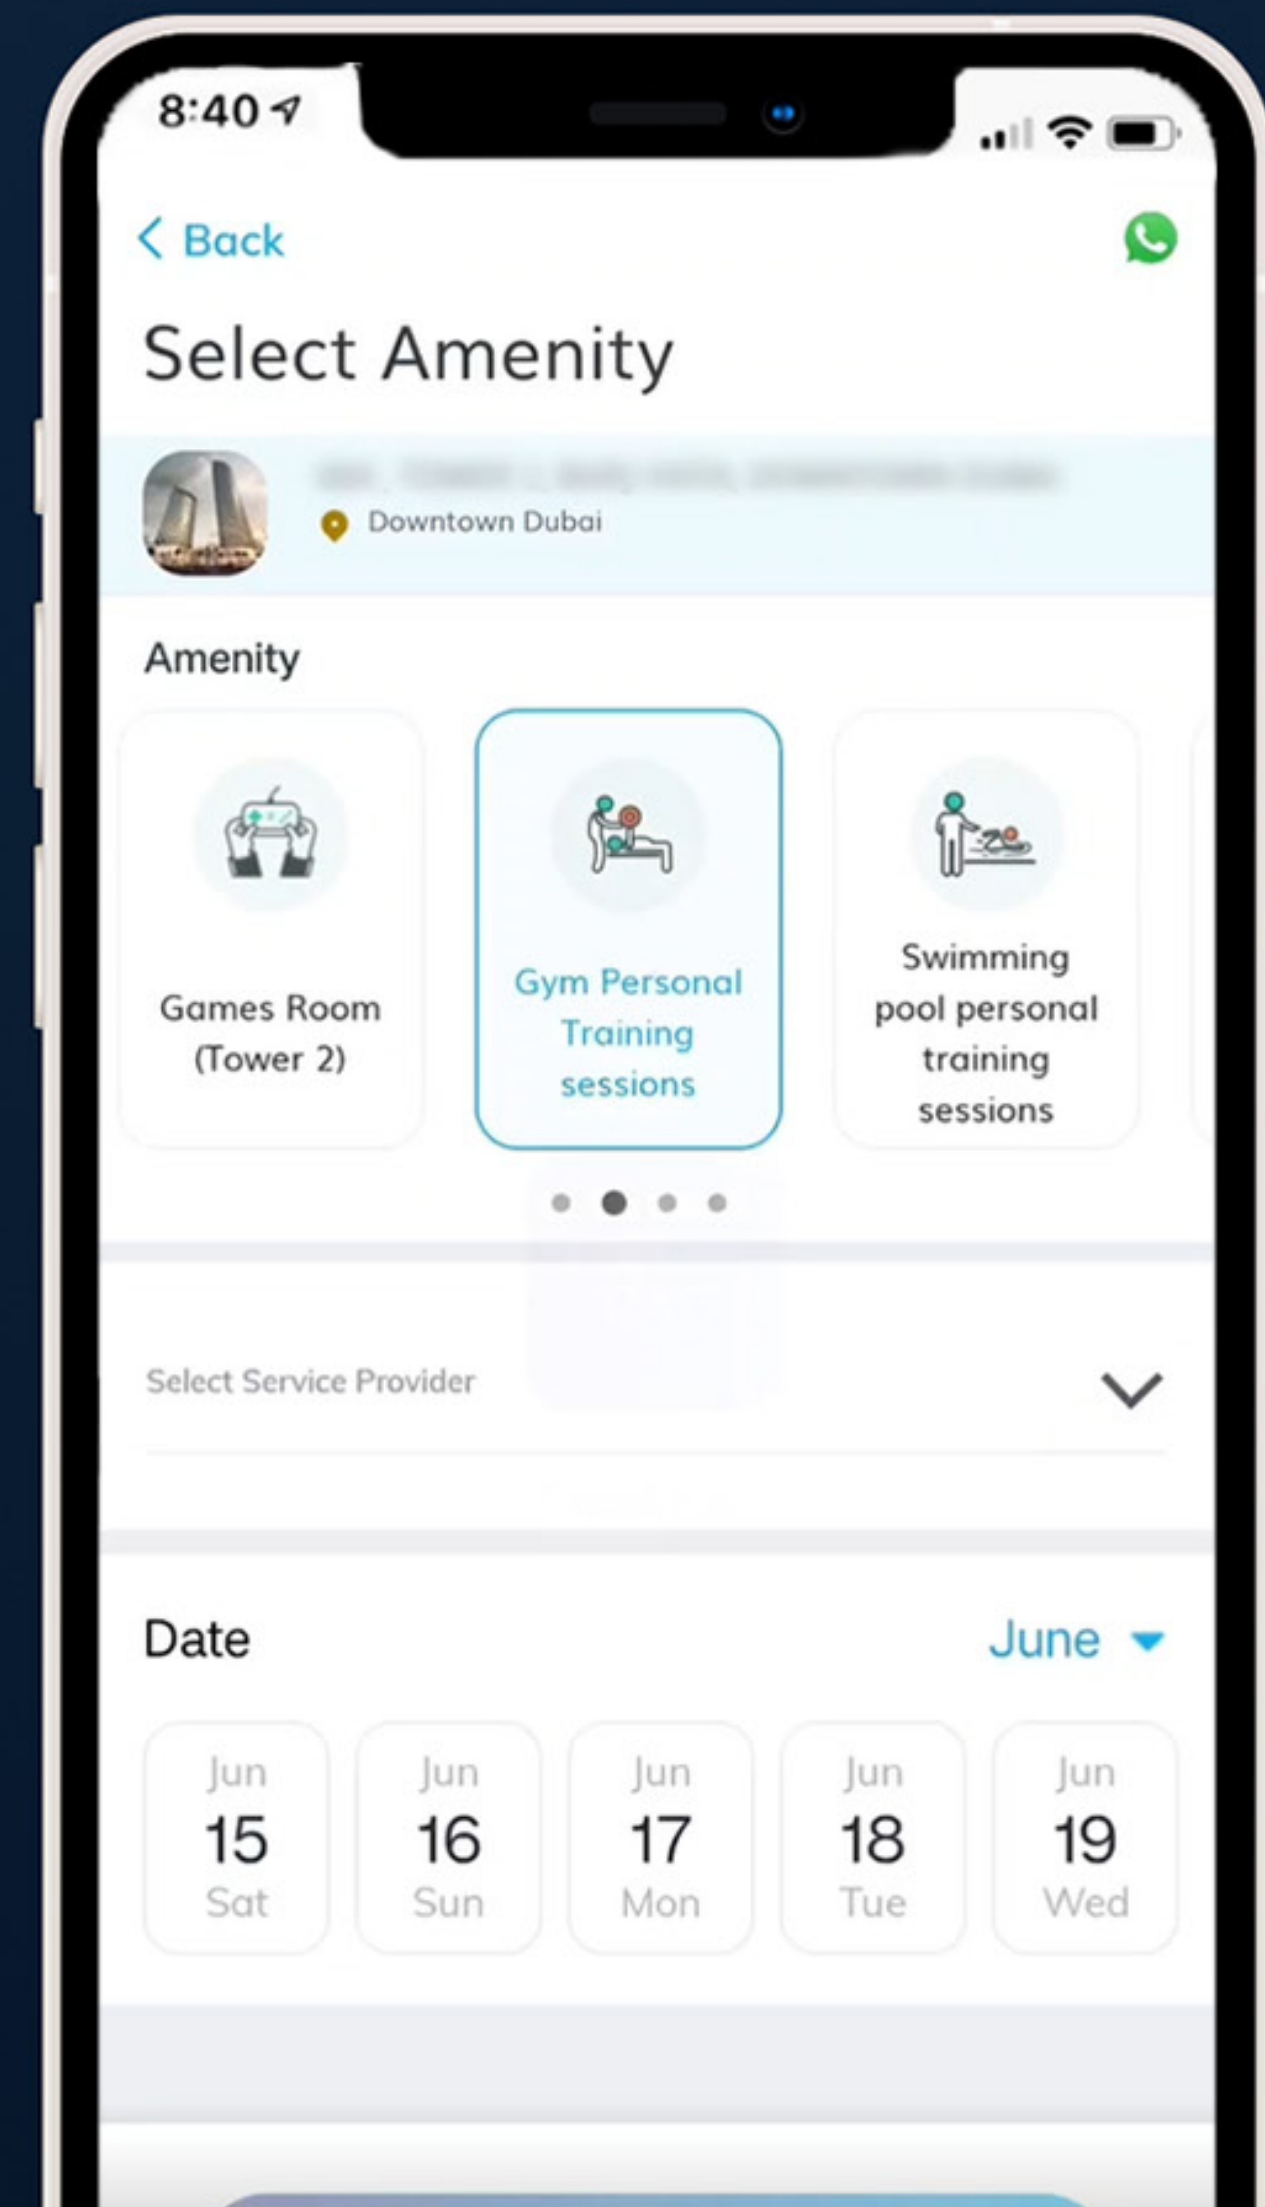 8:40
Back
Select Amenity
Downtown Dubai
Amenity
Games Room
(Tower 2)
Gym Personal
Training
sessions
Swimming
pool personal
training
sessions
Select Service Provider
Date
June
Jun
15
Sat
Jun
16
Sun
Jun
17
Mon
Jun
18
Tue
Jun
19
Wed